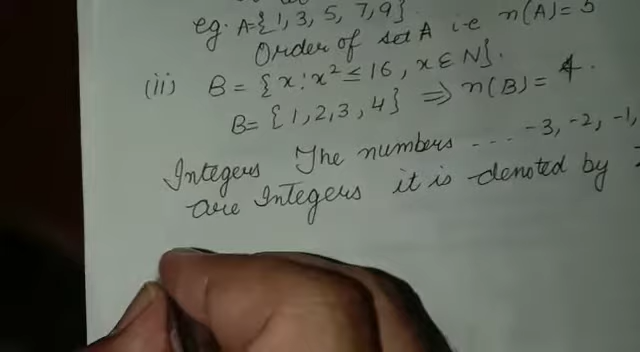 eg. A={1, 3, 5, 7, 9}
Order of set A i.e n(A)= 5
(ii) B = {x : x² ≤ 16, x ∈ N}.
B= {1, 2, 3, 4} ⇒ n(B) = 4.
Integers The numbers .... -3, -2, -1,
are Integers it is denoted by